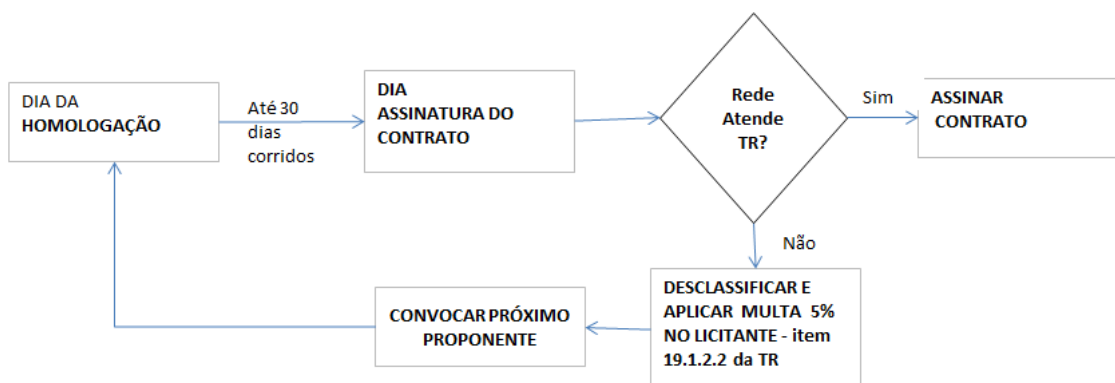 DIA DA
HOMOLOGAÇÃO
Até 30
dias
corridos
DIA
ASSINATURA DO
CONTRATO
Rede
Atende
TR?
Sim
ASSINAR
CONTRATO
Não
DESCLASSIFICAR E
APLICAR MULTA 5%
NO LICITANTE - item
19.1.2.2 da TR
CONVOCAR PRÓXIMO
PROPONENTE